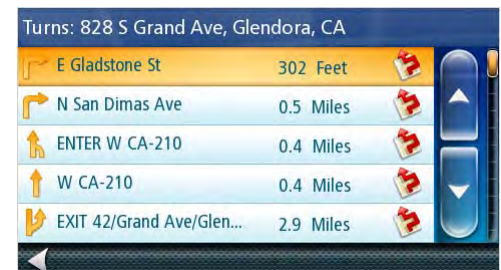 Turns: 828 S Grand Ave, Glendora, CA
E Gladstone St 302 Feet
N San Dimas Ave 0.5 Miles
ENTER W CA-210 0.4 Miles
W CA-210 0.4 Miles
EXIT 42/Grand Ave/Glen... 2.9 Miles